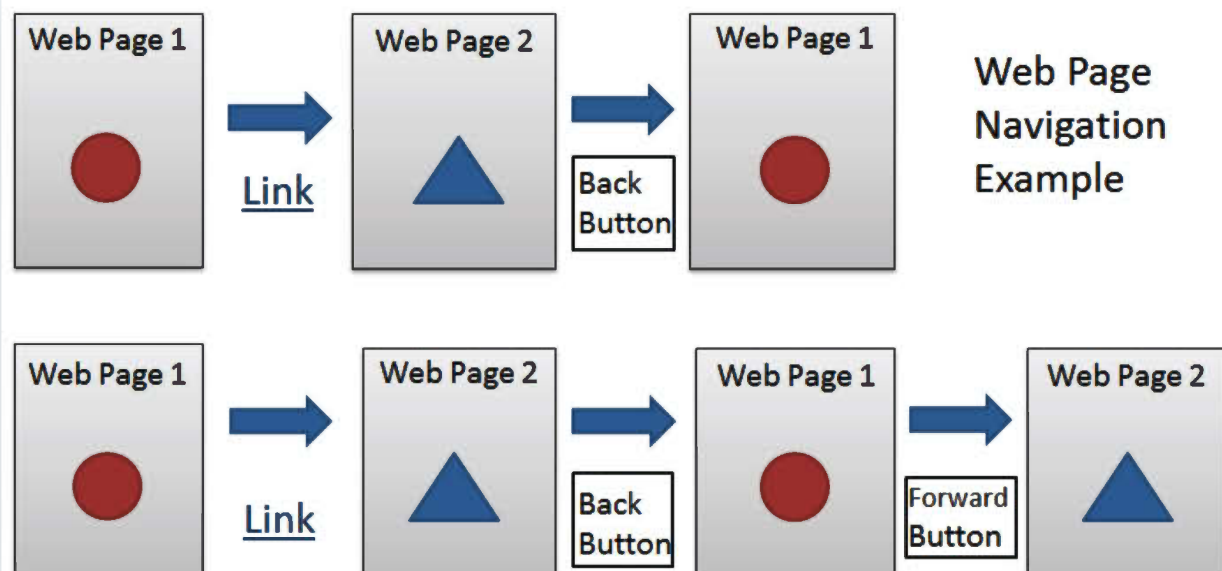 Web Page 1
Web Page 2
Web Page 1
Web Page
Navigation
Example
Link
Back
Button
Web Page 1
Web Page 2
Web Page 1
Web Page 2
Link
Back
Button
Forward
Button